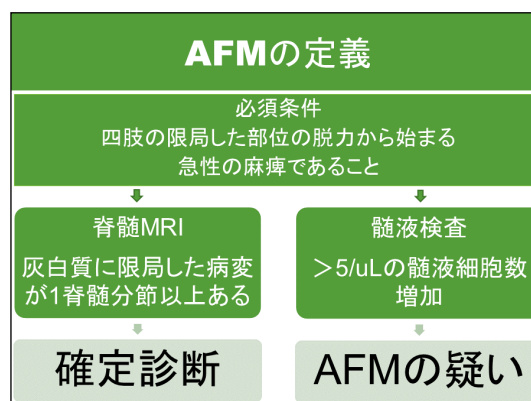 AFMの定義
必須条件
四肢の限局した部位の脱力から始まる
急性の麻痺であること
脊髄MRI
灰白質に限局した病変
が1脊髄分節以上ある
確定診断
髄液検査
＞5/uLの髄液細胞数
増加
AFMの疑い